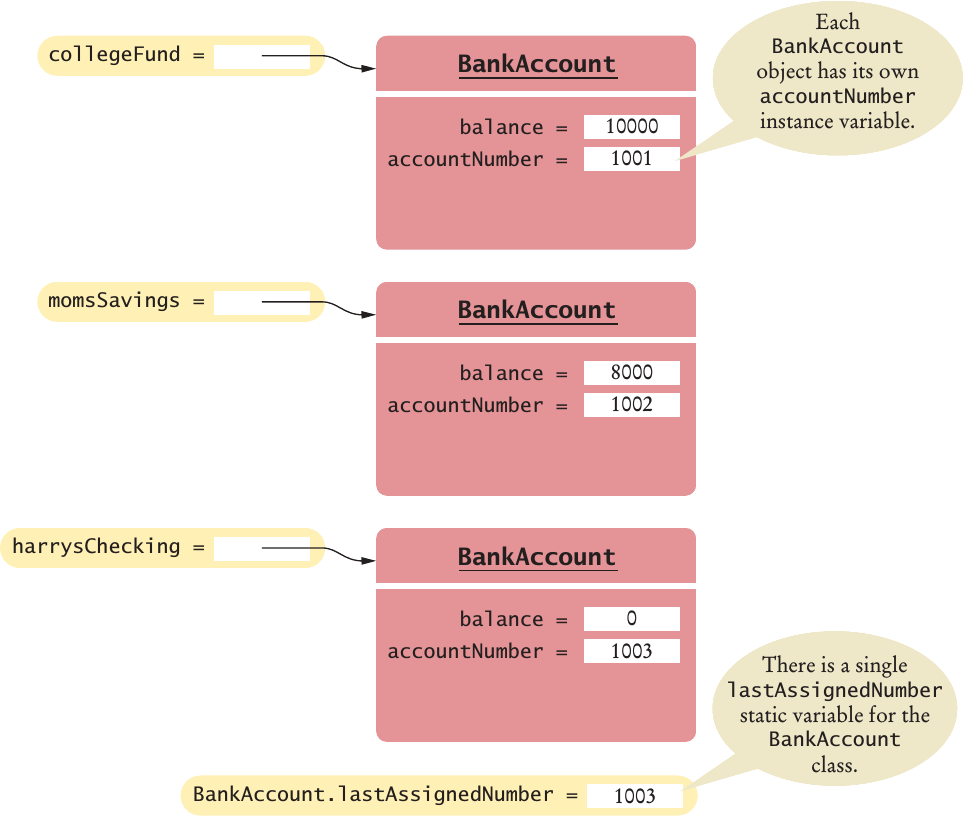 collegeFund =
BankAccount
balance = 10000
accountNumber = 1001
Each
BankAccount
object has its own
accountNumber
instance variable.
momsSavings =
BankAccount
balance = 8000
accountNumber = 1002
harrysChecking =
BankAccount
balance = 0
accountNumber = 1003
There is a single
lastAssignedNumber
static variable for the
BankAccount
class.
BankAccount.lastAssignedNumber = 1003